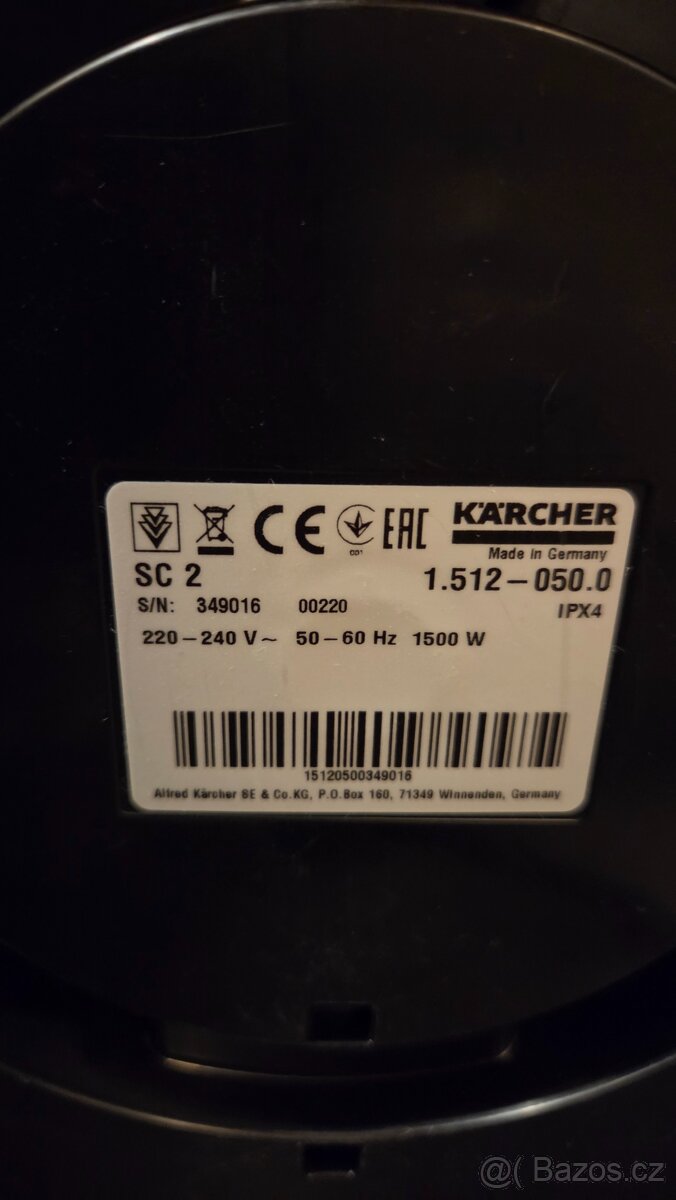 CE
001
EAC
KÄRCHER
Made in Germany
SC 2
1.512-050.0
S/N: 349016 00220
IPX4
220-240 V~ 50-60 Hz 1500 W
15120500349016
Alfred Kärcher SE & Co.KG, P.O.Box 160, 71349 Winnenden, Germany
@( Bazos.cz